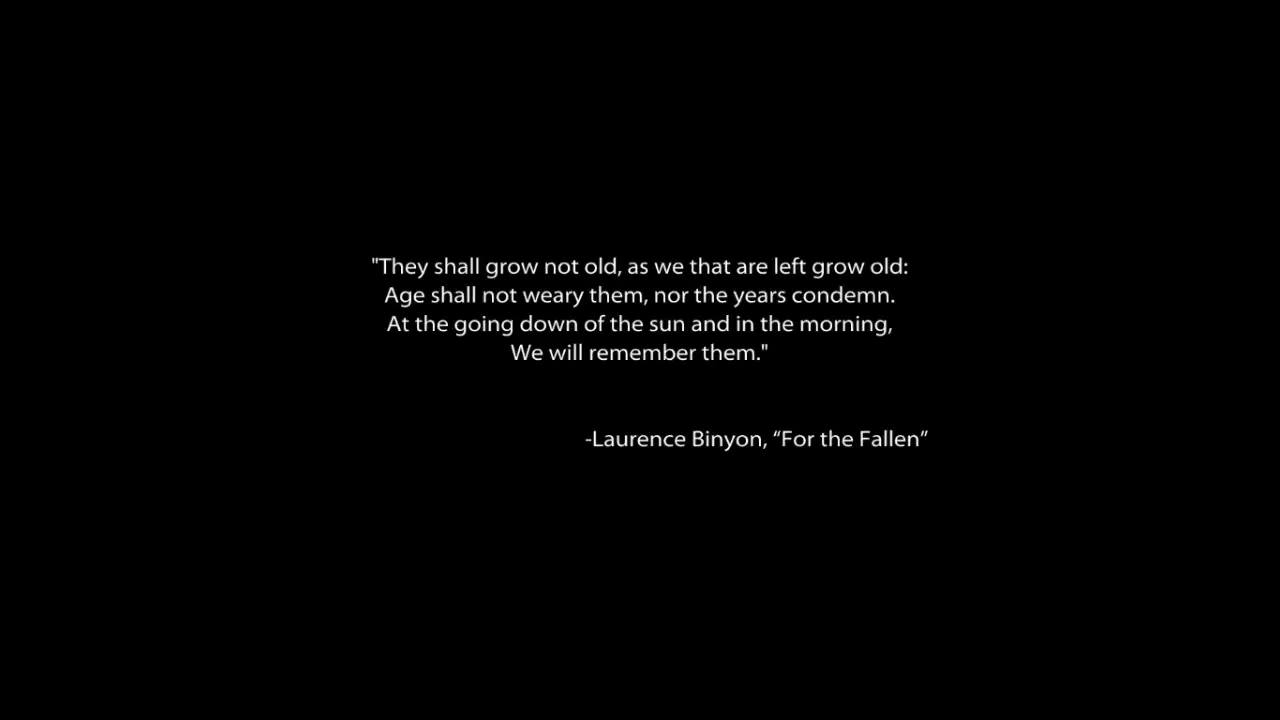 "They shall grow not old, as we that are left grow old:
Age shall not weary them, nor the years condemn.
At the going down of the sun and in the morning,
We will remember them."
-Laurence Binyon, “For the Fallen”